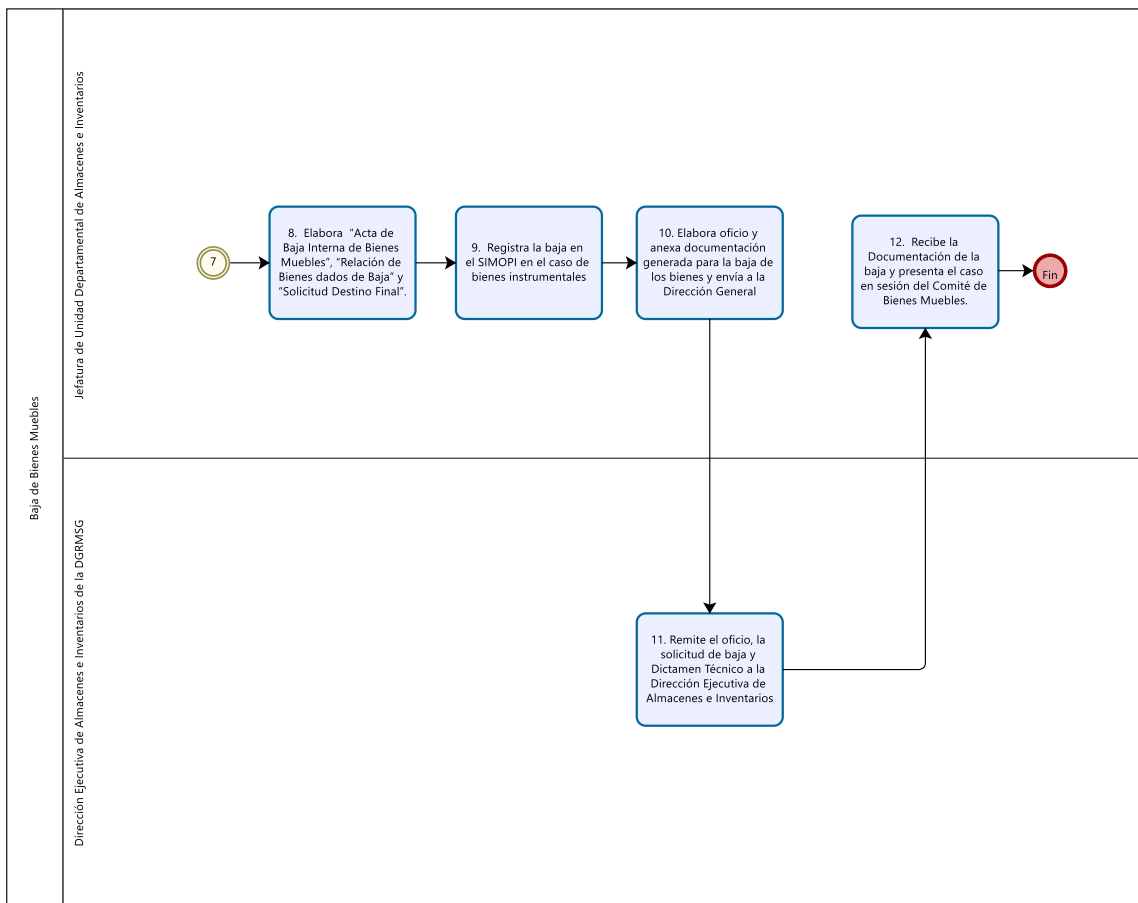 Baja de Bienes Muebles
Jefatura de Unidad Departamental de Almacenes e Inventarios
7
8. Elabora “Acta de
Baja Interna de Bienes
Muebles”, “Relación de
Bienes dados de Baja” y
“Solicitud Destino Final”.
9. Registra la baja en
el SIMOPI en el caso de
bienes instrumentales
10. Elabora oficio y
anexa documentación
generada para la baja de
los bienes y envía a la
Dirección General
12. Recibe la
Documentación de la
baja y presenta el caso
en sesión del Comité de
Bienes Muebles.
Fin
Dirección Ejecutiva de Almacenes e Inventarios de la DGRMSG
11. Remite el oficio, la
solicitud de baja y
Dictamen Técnico a la
Dirección Ejecutiva de
Almacenes e Inventarios